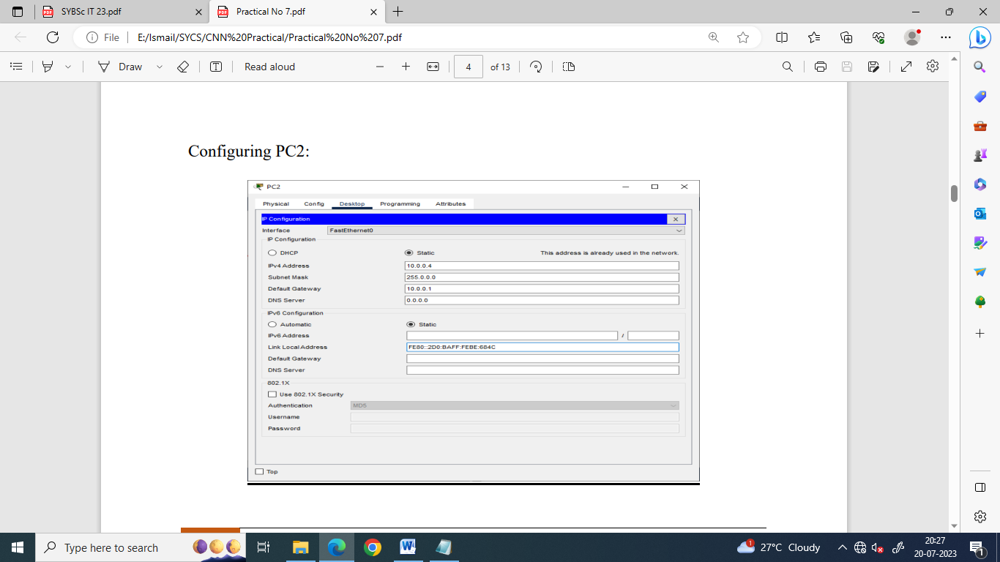 SYBSc IT 23.pdf
Practical No 7.pdf
File
E:/Ismail/SYCS/CNN%20Practical/Practical%20No%207.pdf
Draw
Read aloud
4
of 13
Configuring PC2:
PC2
Physical
Config
Desktop
Programming
Attributes
IP Configuration
Interface
FastEthernet0
IP Configuration
DHCP
Static
This address is already used in the network.
IPv4 Address
10.0.0.4
Subnet Mask
255.0.0.0
Default Gateway
10.0.0.1
DNS Server
0.0.0.0
IPv6 Configuration
Automatic
Static
IPv6 Address
/
Link Local Address
FE80::2D0:BAFF:FEBE:684C
Default Gateway
DNS Server
802.1X
Use 802.1X Security
Authentication
MD5
Username
Password
Top
Type here to search
1
27°C Cloudy
20:27
20-07-2023
1